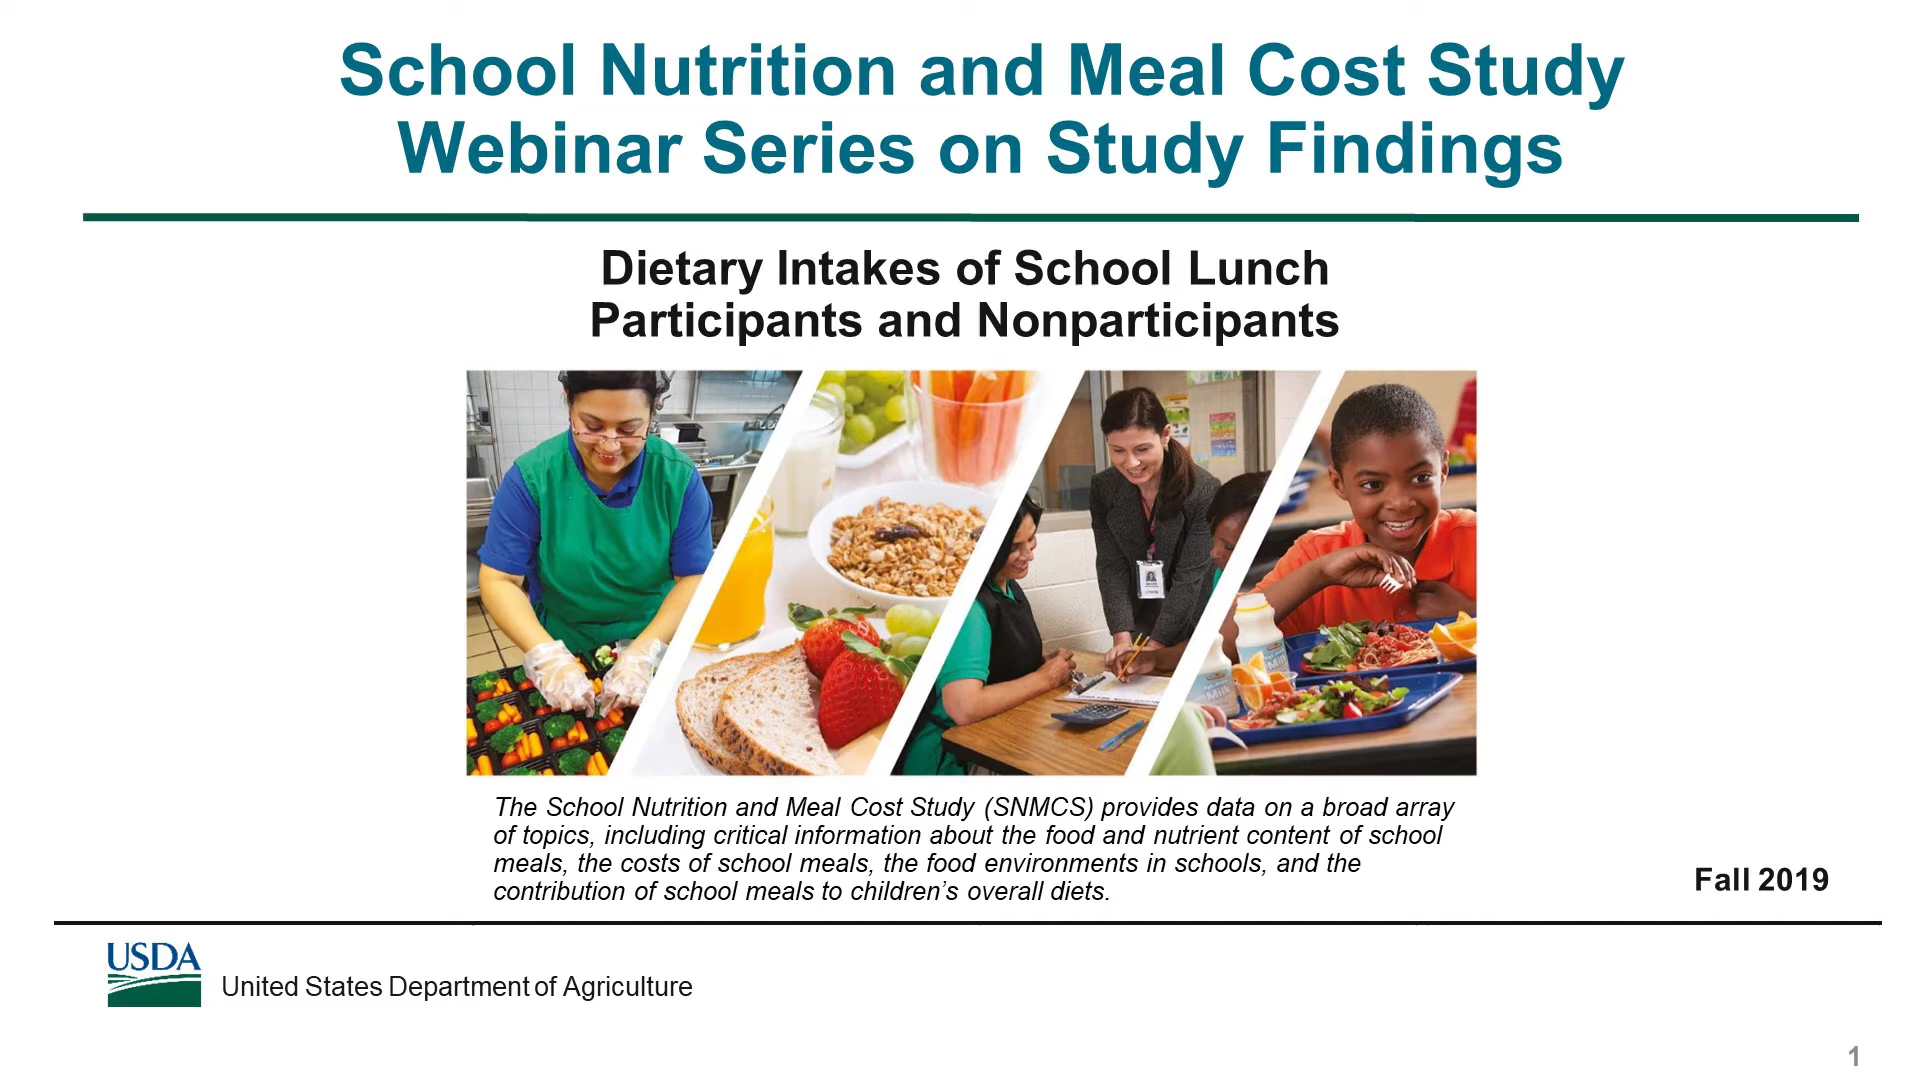 School Nutrition and Meal Cost Study
Webinar Series on Study Findings
Dietary Intakes of School Lunch
Participants and Nonparticipants
Milk
Milk
The School Nutrition and Meal Cost Study (SNMCS) provides data on a broad array
of topics, including critical information about the food and nutrient content of school
meals, the costs of school meals, the food environments in schools, and the
contribution of school meals to children’s overall diets.
Fall 2019
USDA
United States Department of Agriculture
1